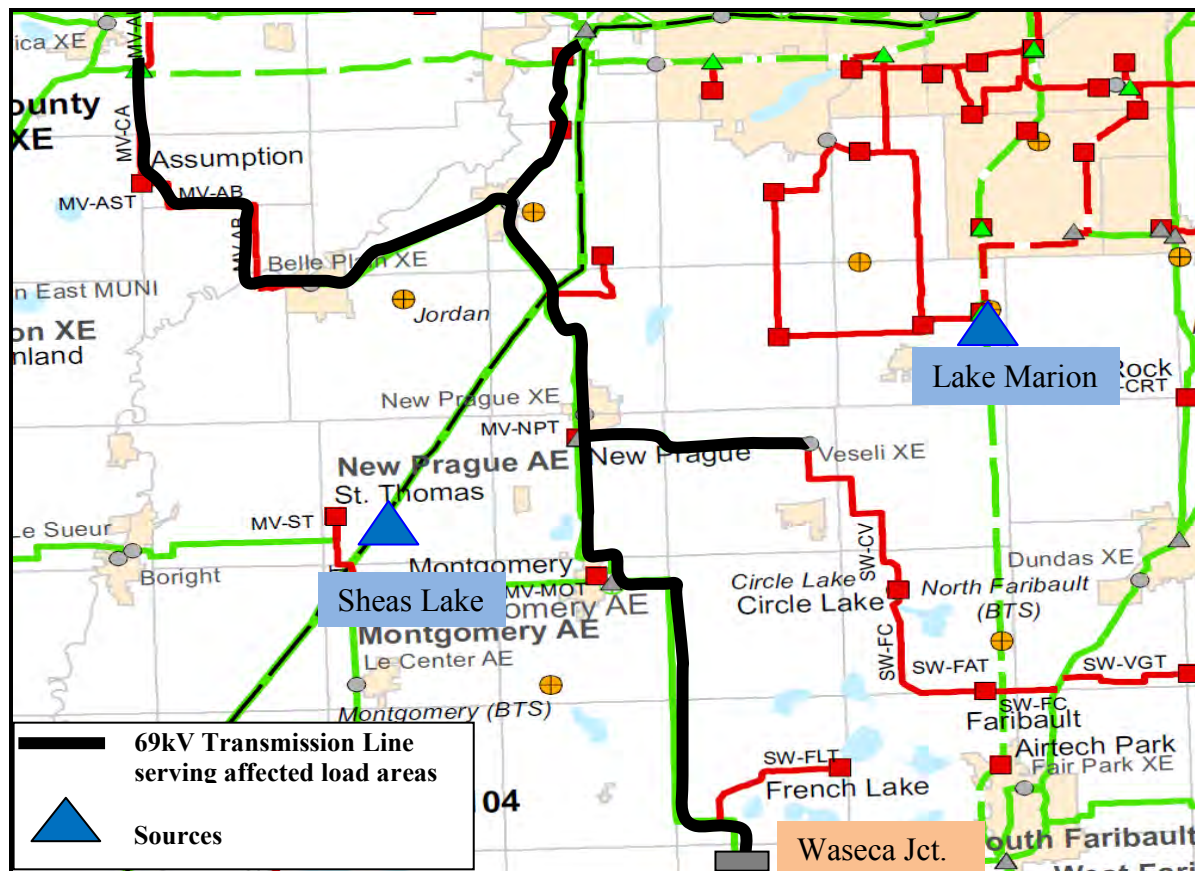 ica XE
MV-AU
ounty
XE
MV-CA
Assumption
MV-AST
MV-AB
MV-AB
Belle Plain XE
n East MUNI
Jordan
on XE
nland
Lake Marion
Rock
-CRT
New Prague XE
MV-NPT
New Prague
Veseli XE
New Prague AE
St. Thomas
Le Sueur
MV-ST
SW-CV
Boright
Montgomery
Dundas XE
MV-MOT
Circle Lake
North Faribault
(BTS)
Circle Lake
Sheas Lake
gomery AE
Montgomery AE
SW-FC
Le Center AE
SW-FAT
SW-VGT
SW-FC
Montgomery (BTS)
Faribault
Airtech Park
Fair Park XE
SW-FLT
French Lake
69kV Transmission Line
serving affected load areas
104
Sources
Waseca Jct.
outh Faribault
West Fari